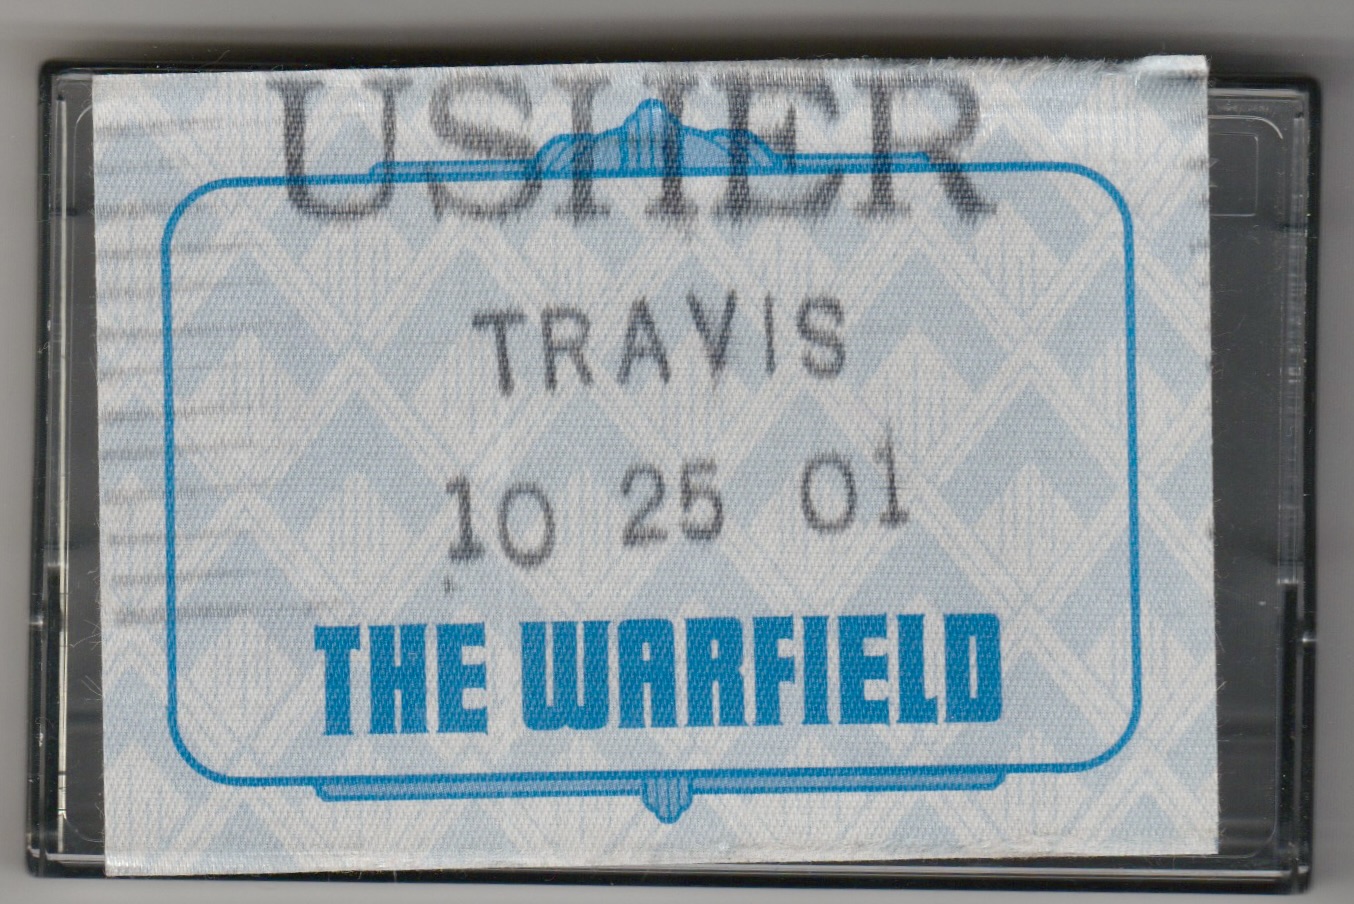 USHER
TRAVIS
10 25 01
THE WARFIELD